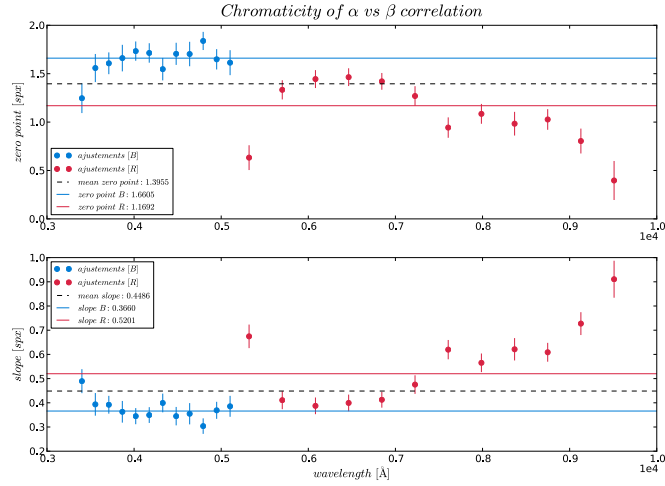 Chromaticity of α vs β correlation
zero point [spx]
2.0
1.5
1.0
0.5
0.0
ajustements [B]
ajustements [R]
mean zero point : 1.3955
zero point B : 1.6605
zero point R : 1.1692
0.3 0.4 0.5 0.6 0.7 0.8 0.9 1.0
1e4
slope [spx]
1.0
0.9
0.8
0.7
0.6
0.5
0.4
0.3
0.2
ajustements [B]
ajustements [R]
mean slope : 0.4486
slope B : 0.3660
slope R : 0.5201
0.3 0.4 0.5 0.6 0.7 0.8 0.9 1.0
1e4
wavelength [Å]